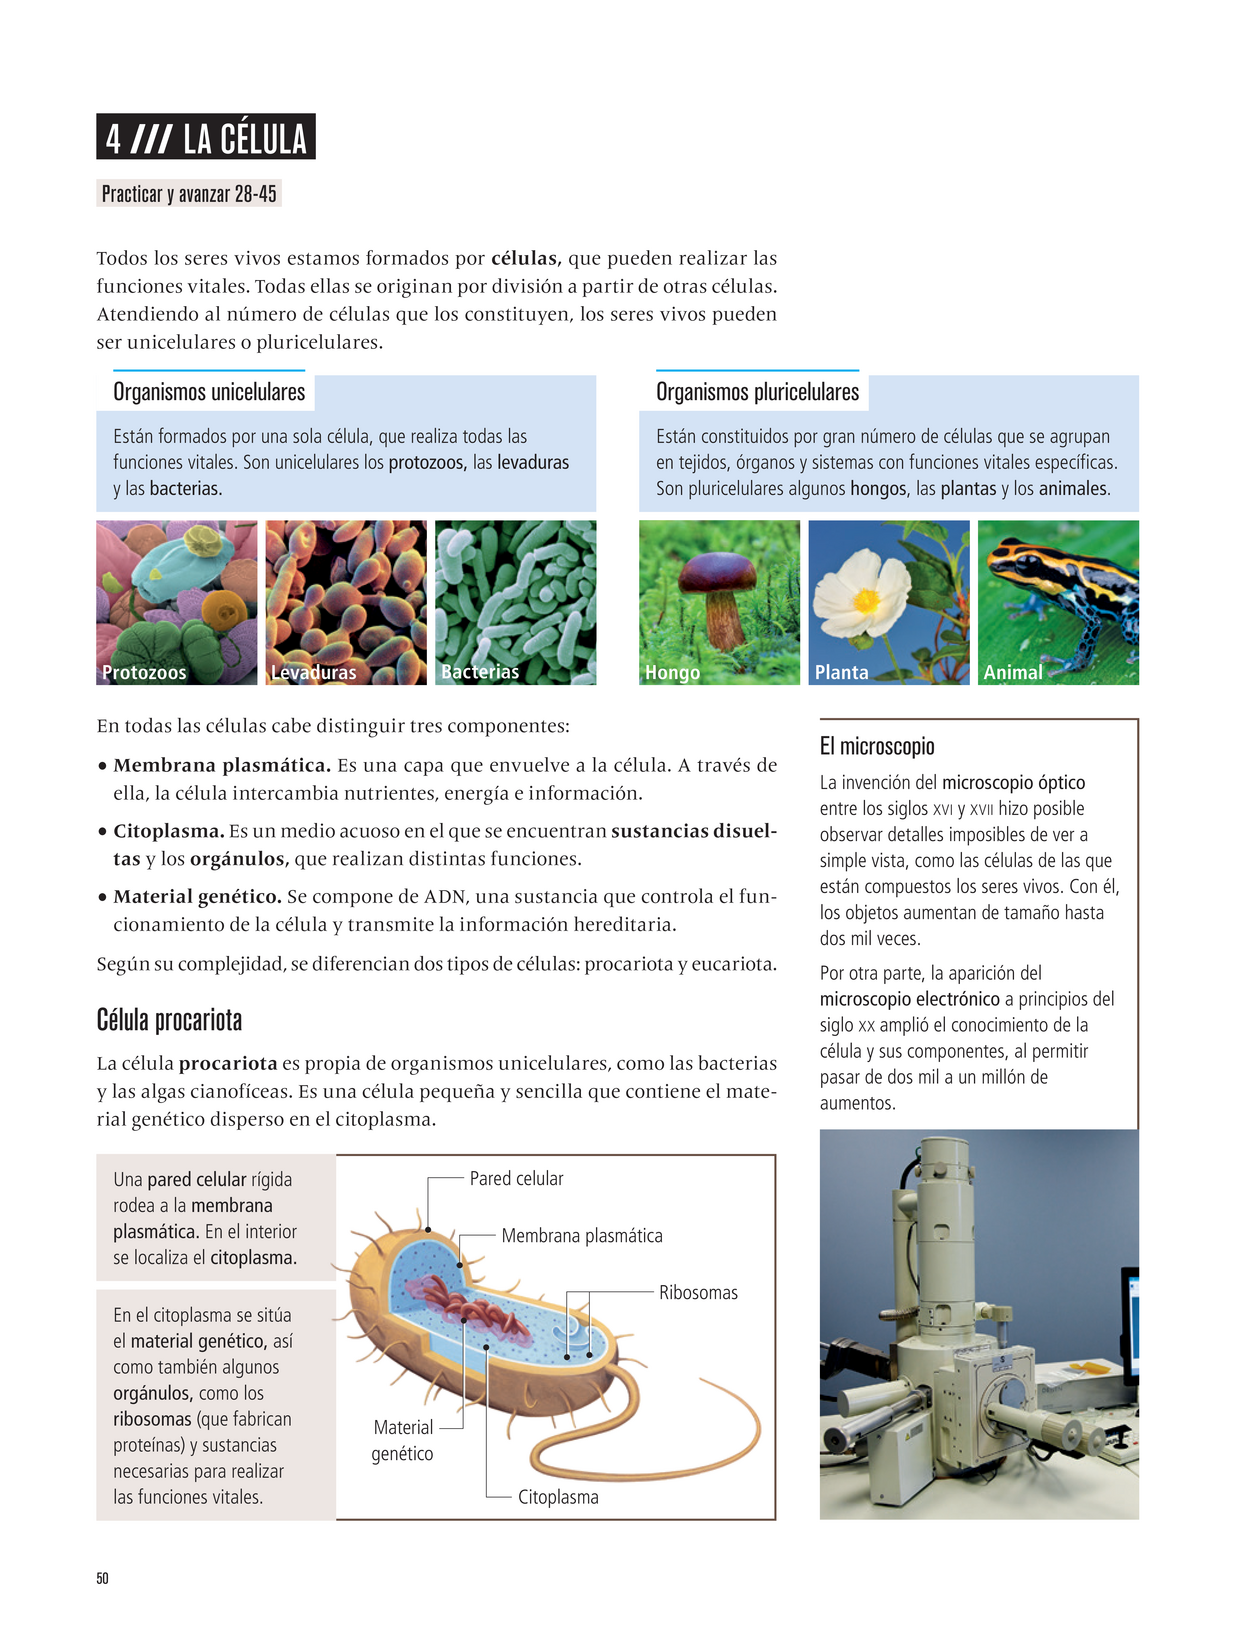 4 /// LA CÉLULA
Practicar y avanzar 28-45
Todos los seres vivos estamos formados por células, que pueden realizar las
funciones vitales. Todas ellas se originan por división a partir de otras células.
Atendiendo al número de células que los constituyen, los seres vivos pueden
ser unicelulares o pluricelulares.
Organismos unicelulares
Están formados por una sola célula, que realiza todas las
funciones vitales. Son unicelulares los protozoos, las levaduras
y las bacterias.
Protozoos
Levaduras
Bacterias
Organismos pluricelulares
Están constituidos por gran número de células que se agrupan
en tejidos, órganos y sistemas con funciones vitales específicas.
Son pluricelulares algunos hongos, las plantas y los animales.
Hongo
Planta
Animal
En todas las células cabe distinguir tres componentes:
• Membrana plasmática. Es una capa que envuelve a la célula. A través de
ella, la célula intercambia nutrientes, energía e información.
• Citoplasma. Es un medio acuoso en el que se encuentran sustancias disuel-
tas y los orgánulos, que realizan distintas funciones.
• Material genético. Se compone de ADN, una sustancia que controla el fun-
cionamiento de la célula y transmite la información hereditaria.
Según su complejidad, se diferencian dos tipos de células: procariota y eucariota.
Célula procariota
La célula procariota es propia de organismos unicelulares, como las bacterias
y las algas cianofíceas. Es una célula pequeña y sencilla que contiene el mate-
rial genético disperso en el citoplasma.
Una pared celular rígida
rodea a la membrana
plasmática. En el interior
se localiza el citoplasma.
En el citoplasma se sitúa
el material genético, así
como también algunos
orgánulos, como los
ribosomas (que fabrican
proteínas) y sustancias
necesarias para realizar
las funciones vitales.
Pared celular
Membrana plasmática
Ribosomas
Material
genético
Citoplasma
El microscopio
La invención del microscopio óptico
entre los siglos XVI y XVII hizo posible
observar detalles imposibles de ver a
simple vista, como las células de las que
están compuestos los seres vivos. Con él,
los objetos aumentan de tamaño hasta
dos mil veces.
Por otra parte, la aparición del
microscopio electrónico a principios del
siglo XX amplió el conocimiento de la
célula y sus componentes, al permitir
pasar de dos mil a un millón de
aumentos.
50